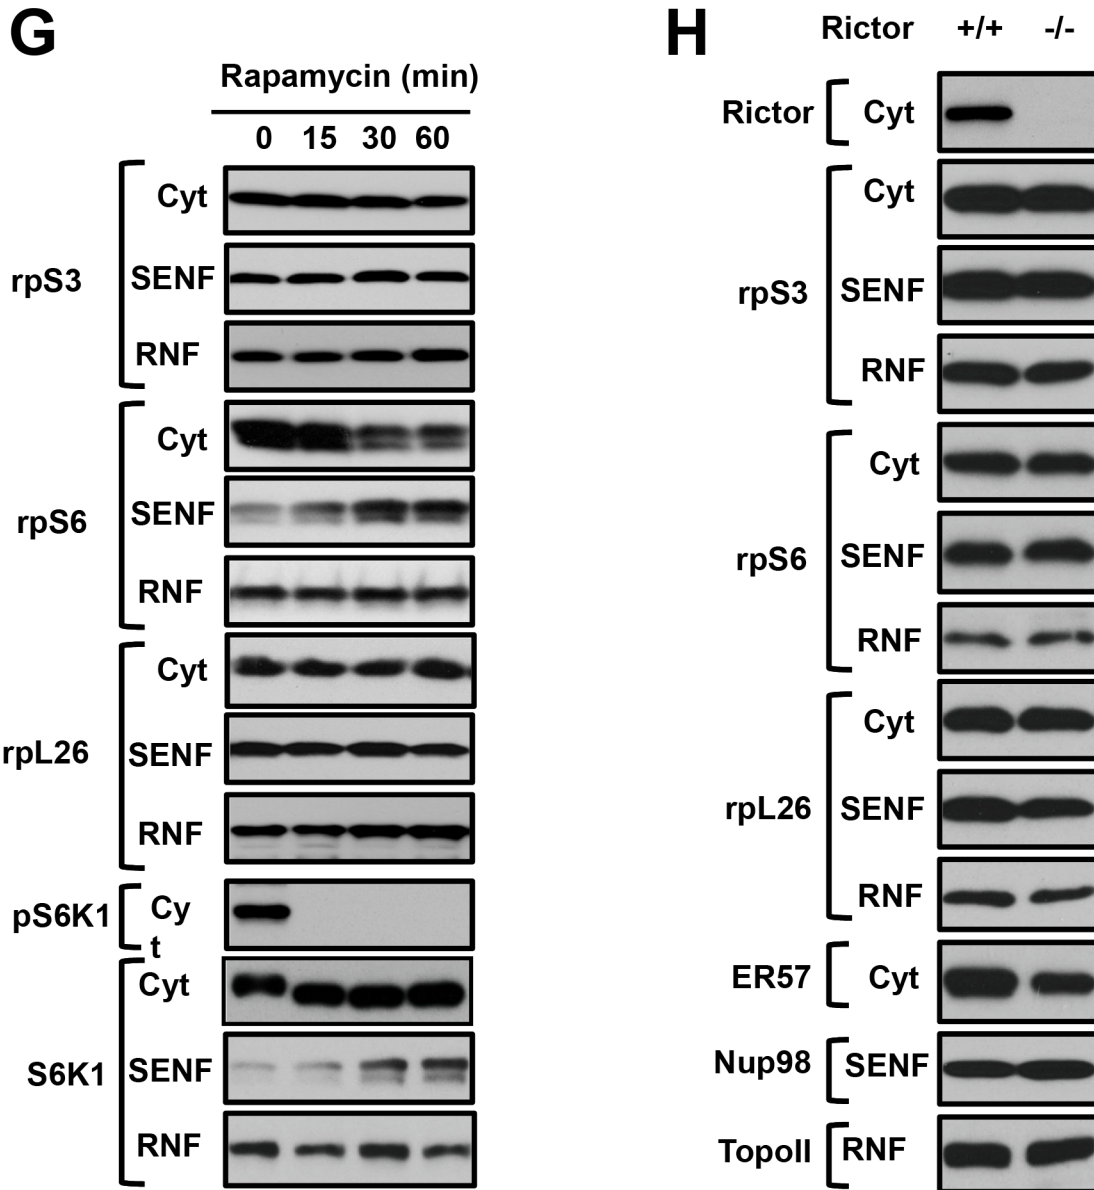 G
Rapamycin (min)
0 15 30 60
Cyt
rpS3 SENF
RNF
Cyt
rpS6 SENF
RNF
Cyt
rpL26 SENF
RNF
pS6K1 Cy
t
Cyt
S6K1 SENF
RNF
H
Rictor +/+ -/-
Rictor Cyt
Cyt
rpS3 SENF
RNF
Cyt
rpS6 SENF
RNF
Cyt
rpL26 SENF
RNF
ER57 Cyt
Nup98 SENF
TopoII RNF